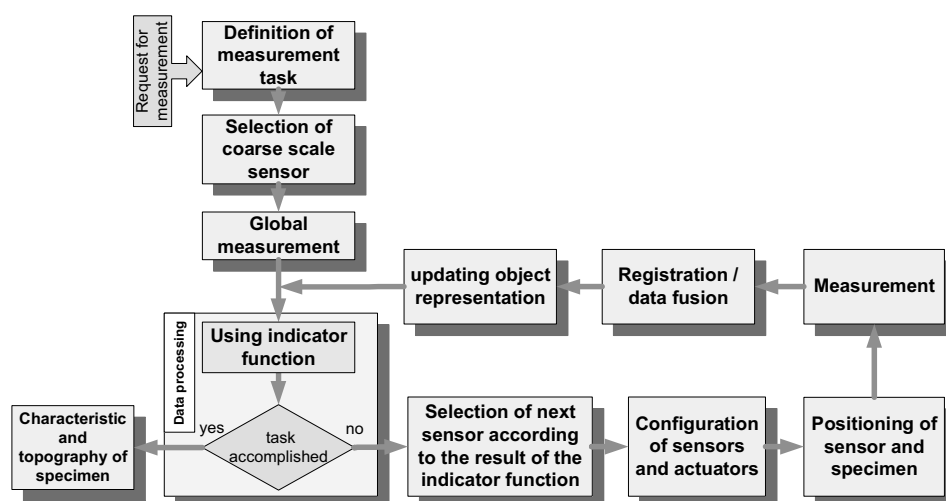 Request for
measurement
Definition of
measurement
task
Selection of
coarse scale
sensor
Global
measurement
updating object
representation
Registration /
data fusion
Measurement
Data processing
Using indicator
function
yes
task
accomplished
no
Characteristic
and
topography of
specimen
Selection of next
sensor according
to the result of the
indicator function
Configuration
of sensors
and actuators
Positioning of
sensor and
specimen